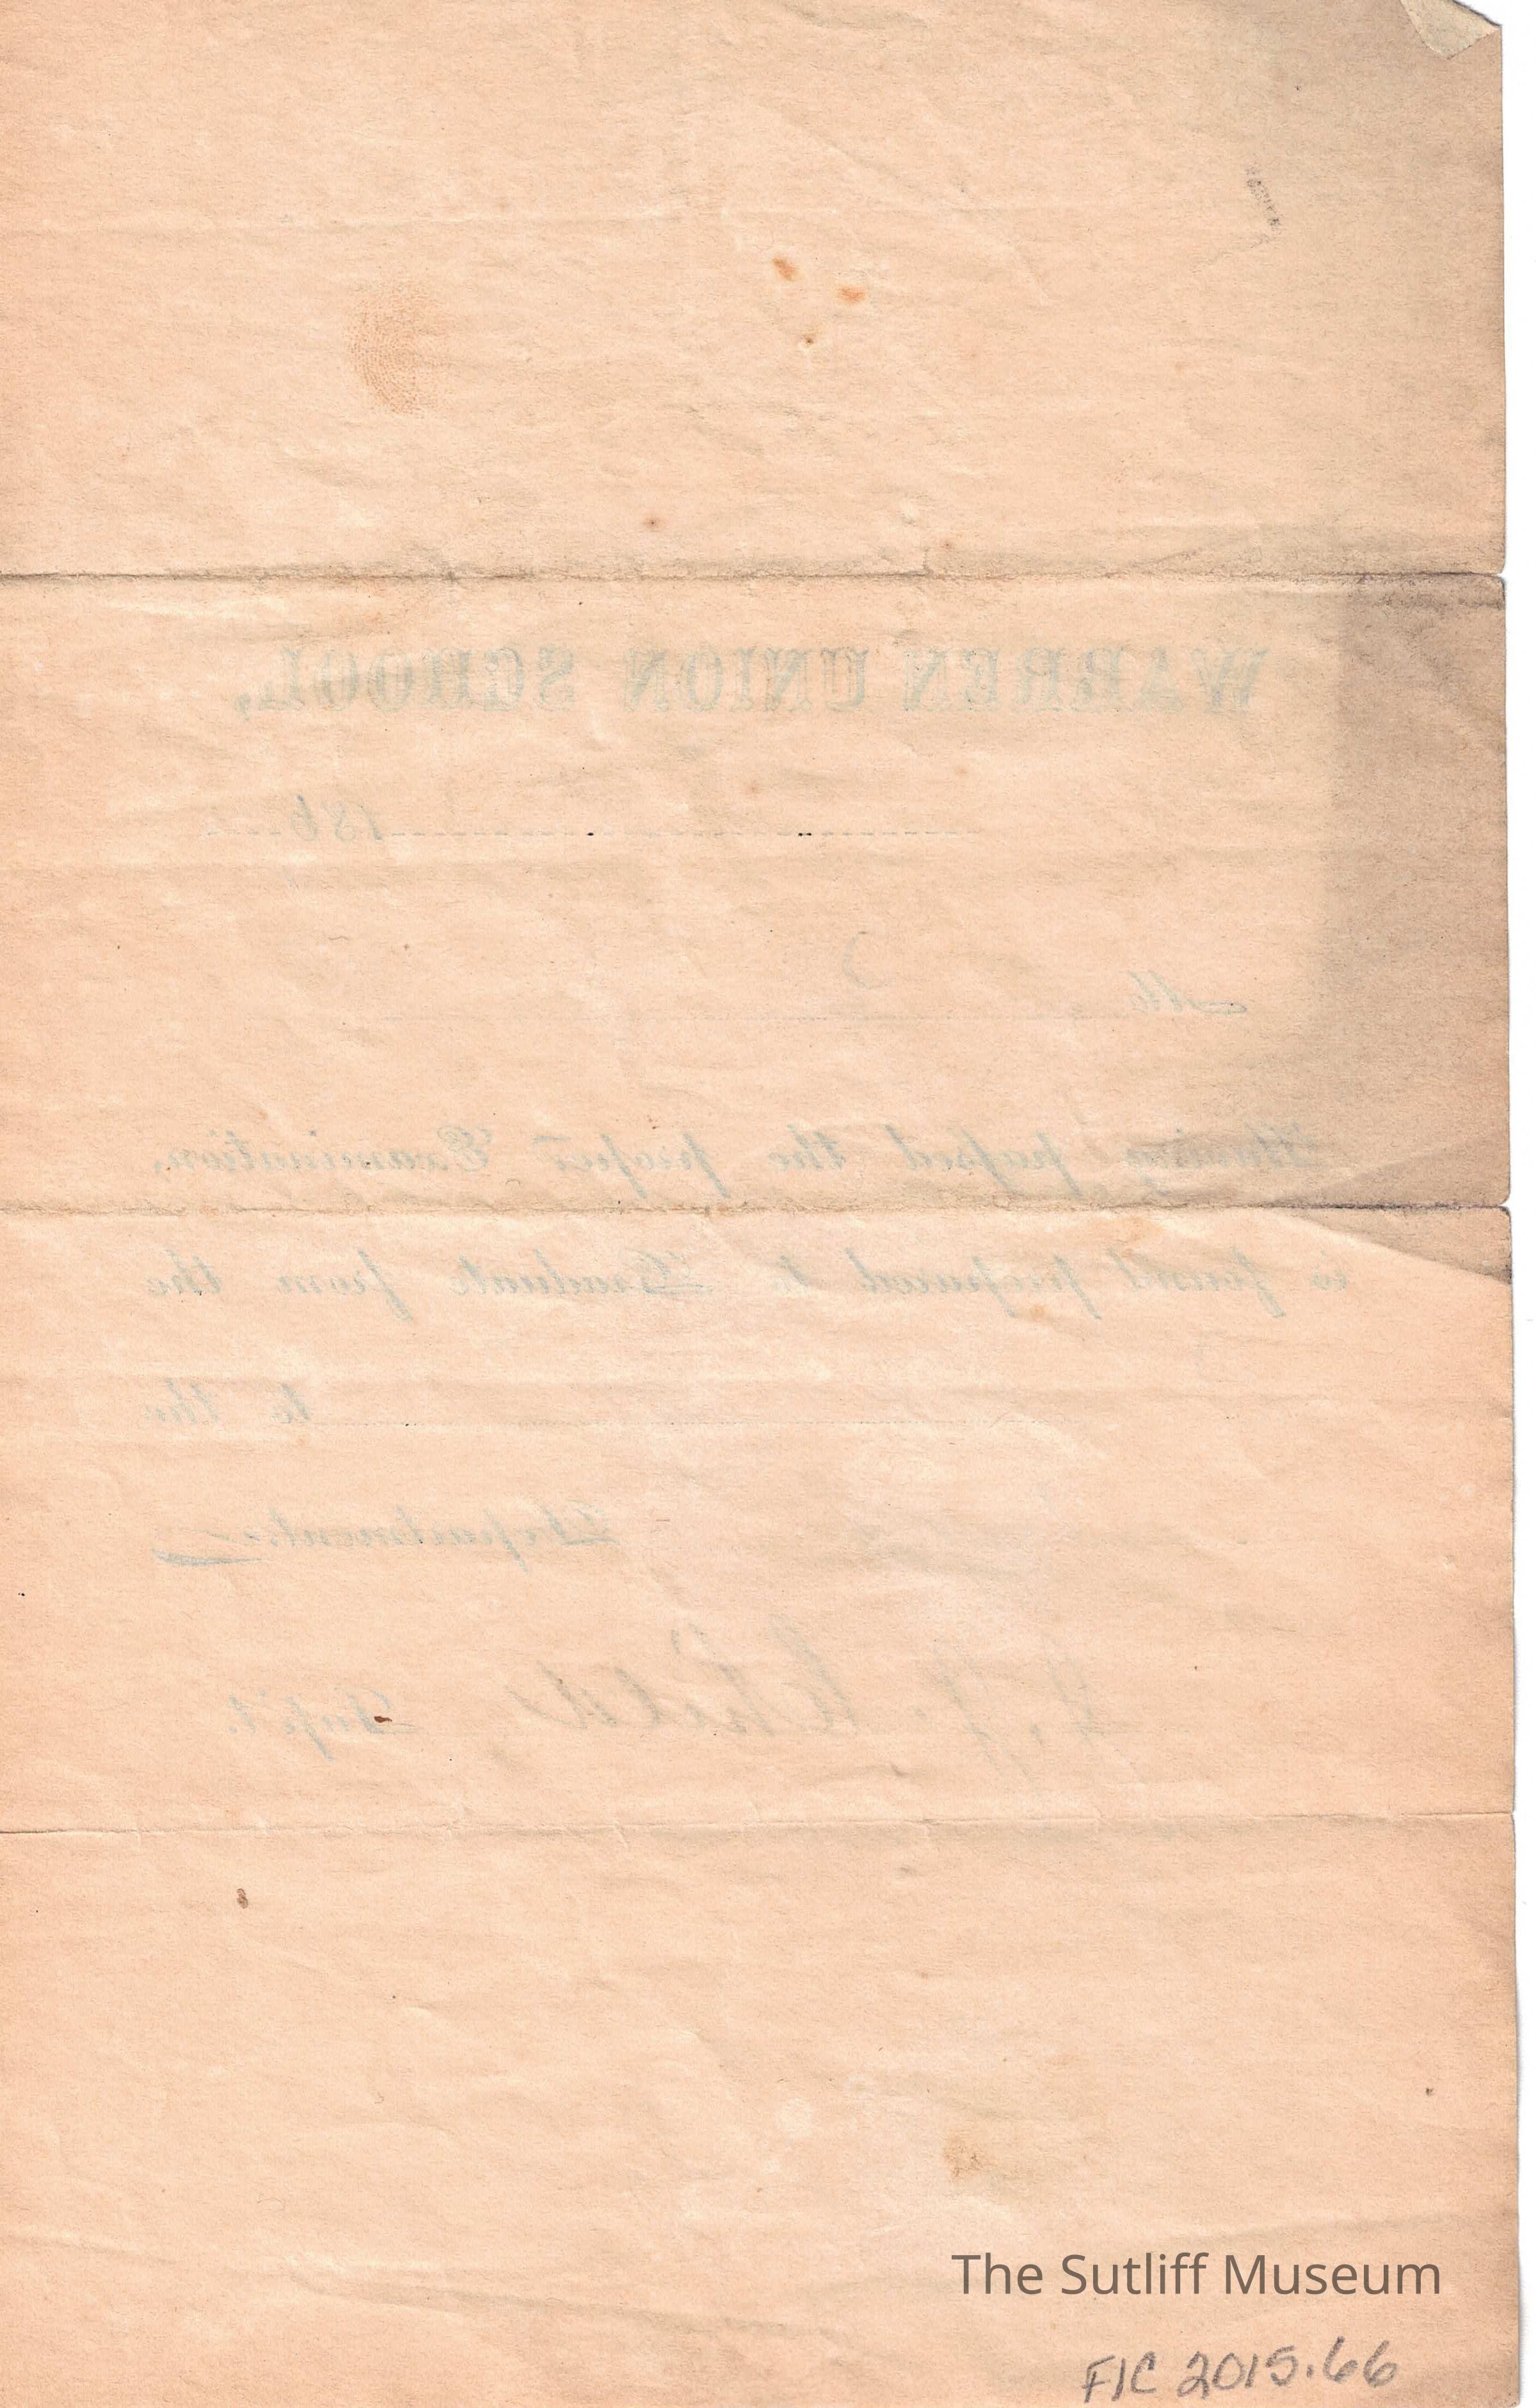 WARREN UNION SCHOOL,
186
M
Having passed the proper Examination,
is found prepared to Graduate from the
to the
Department.
Sup't.
The Sutliff Museum
FIC 2015.66